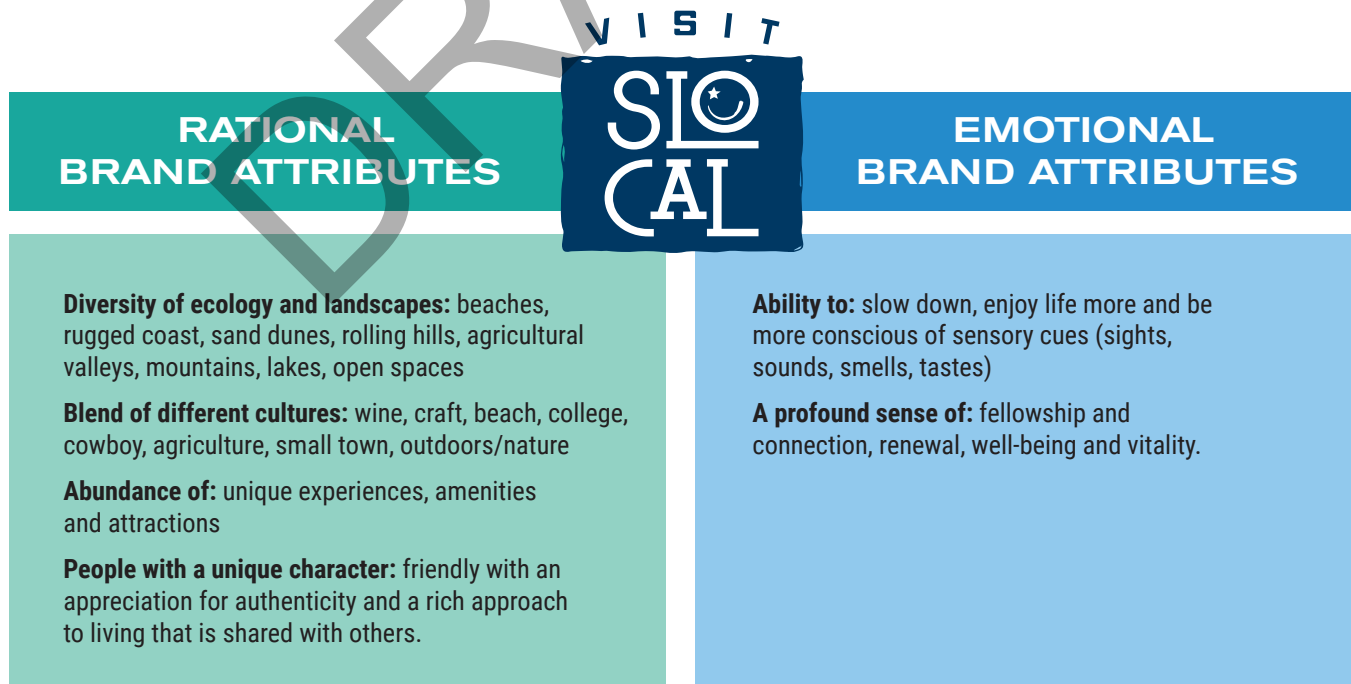 VISIT
SLO
CAL
RATIONAL
BRAND ATTRIBUTES
EMOTIONAL
BRAND ATTRIBUTES
Diversity of ecology and landscapes: beaches,
rugged coast, sand dunes, rolling hills, agricultural
valleys, mountains, lakes, open spaces
Blend of different cultures: wine, craft, beach, college,
cowboy, agriculture, small town, outdoors/nature
Abundance of: unique experiences, amenities
and attractions
People with a unique character: friendly with an
appreciation for authenticity and a rich approach
to living that is shared with others.
Ability to: slow down, enjoy life more and be
more conscious of sensory cues (sights,
sounds, smells, tastes)
A profound sense of: fellowship and
connection, renewal, well-being and vitality.